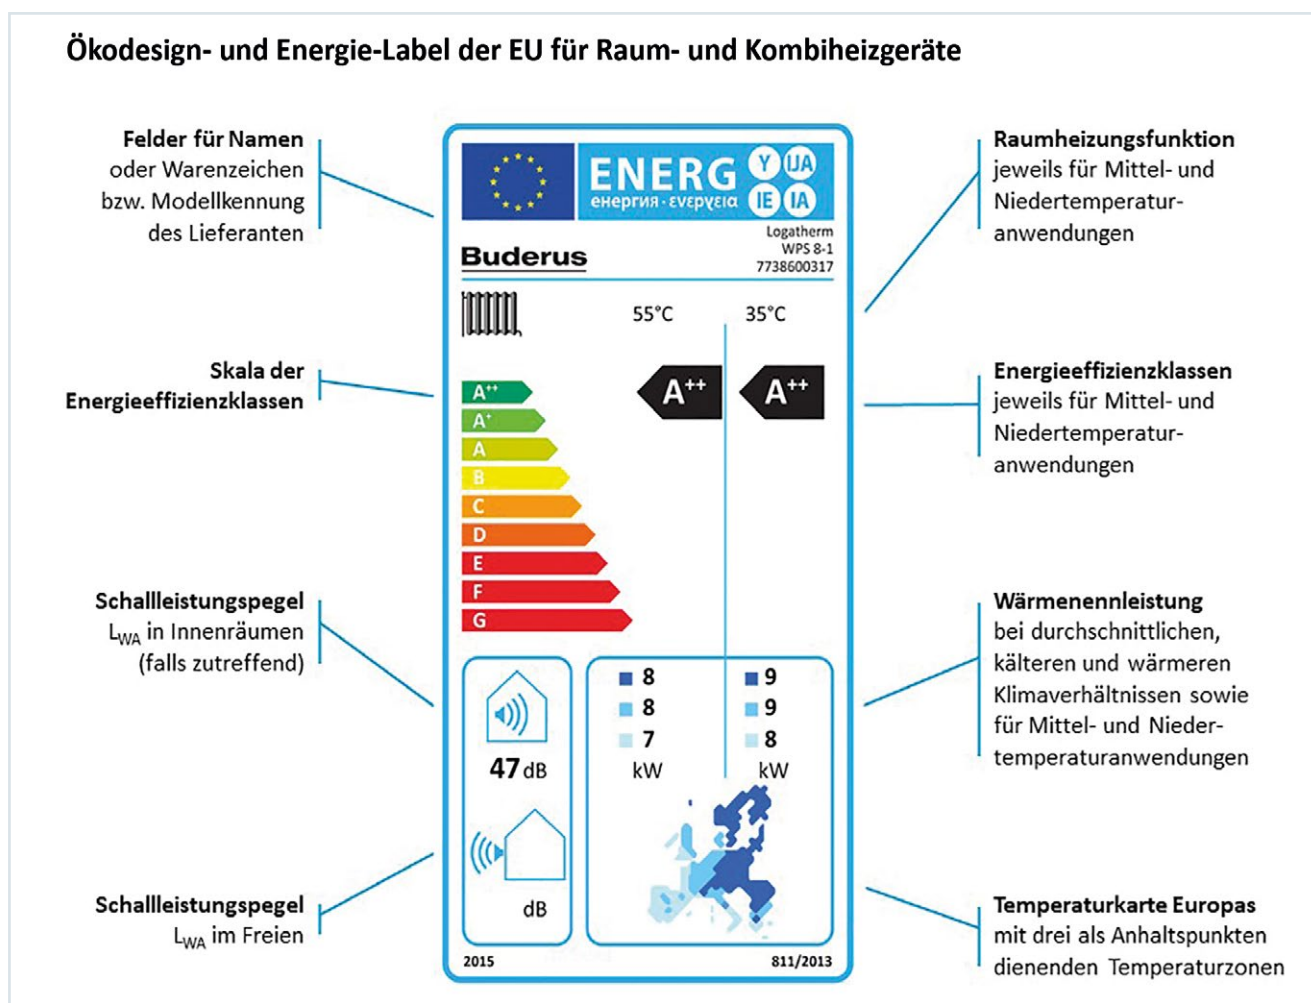 Ökodesign- und Energie-Label der EU für Raum- und Kombiheizgeräte
Felder für Namen
oder Warenzeichen
bzw. Modellkennung
des Lieferanten
Skala der
Energieeffizienzklassen
Schallleistungspegel
LWA in Innenräumen
(falls zutreffend)
Schallleistungspegel
LWA im Freien
ENERG
енергия · ενεργεια
Y IJA
IE IA
Logatherm
WPS 8-1
7738600317
Buderus
55°C 35°C
A++ A++
A++
A+
A
B
C
D
E
F
G
47 dB
dB
8 9
8 9
7 8
kW kW
2015 811/2013
Raumheizungsfunktion
jeweils für Mittel- und
Niedertemperatur-
anwendungen
Energieeffizienzklassen
jeweils für Mittel- und
Niedertemperatur-
anwendungen
Wärmenennleistung
bei durchschnittlichen,
kälteren und wärmeren
Klimaverhältnissen sowie
für Mittel- und Nieder-
temperaturanwendungen
Temperaturkarte Europas
mit drei als Anhaltspunkten
dienenden Temperaturzonen